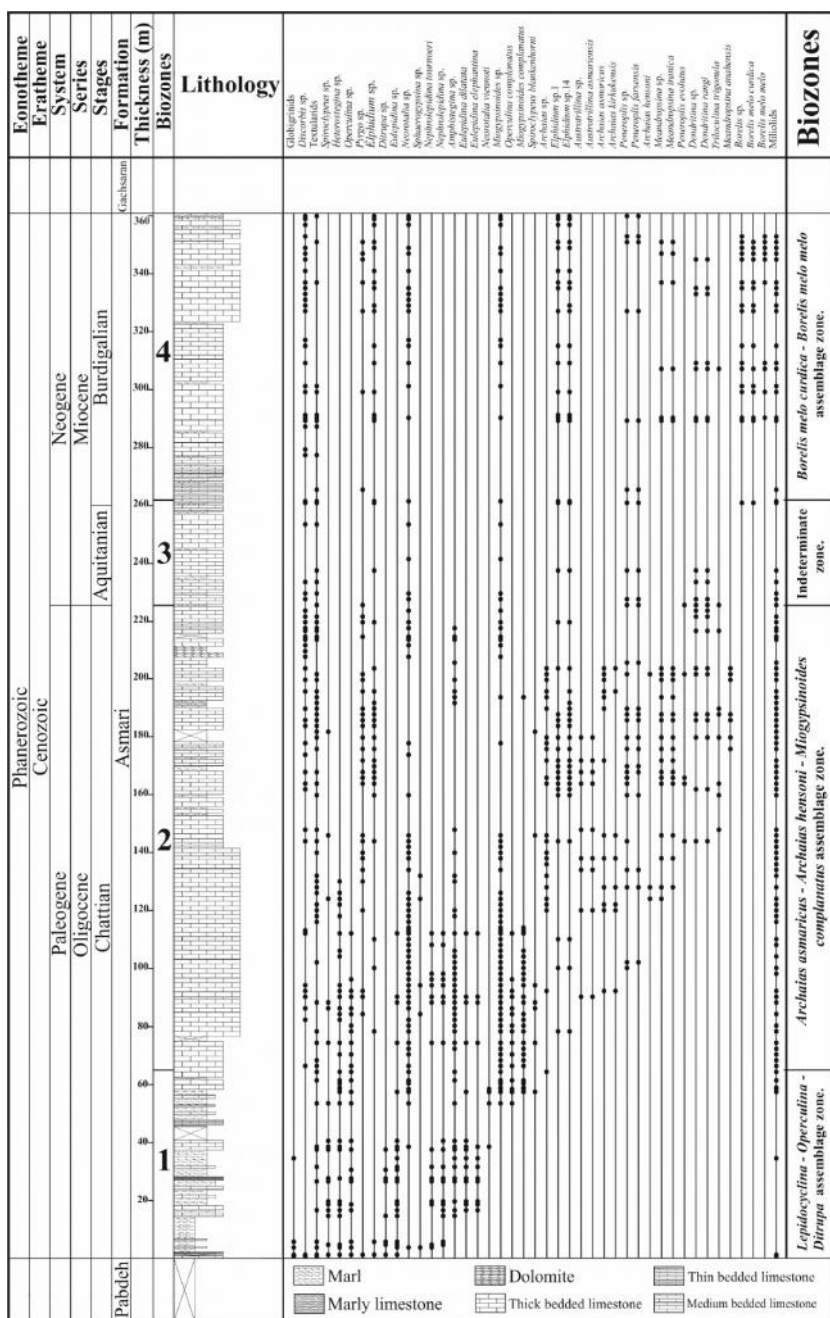 Eonotheme
Eratheme
System
Series
Stages
Formation
Thickness (m)
Biozones
Lithology
Globigrinds
Discorbis sp.
Textularids
Spiroclypeus sp.
Heterostegina sp.
Operculina sp.
Pyrgo sp.
Elphidium sp.
Ditrupa sp.
Eulepidina sp.
Neorotalia sp.
Sphaerogypsina sp.
Nephrolepidina tournoeri
Nephrolepidina sp.
Amphistegina sp.
Eulepidina dilatata
Eulepidina elephantina
Neorotalia viennoti
Miogypsinoides sp.
Operculina complanata
Miogypsinoides complanatus
Spiroclypeus blankenhorni
Archaias sp.
Elphidium sp.1
Elphidium sp.14
Austrotrillina sp.
Austrotrillina asmariensis
Archaias asmaricus
Archaias kirkukensis
Peneroplis sp.
Peneroplis farsensis
Archaias hensoni
Meandropsina sp.
Meandropsina iranica
Peneroplis evolutus
Dendritina sp.
Dendritina rangi
Triloculina trigonula
Meandropsina anahensis
Borelis sp.
Borelis melo curdica
Borelis melo melo
Miliolids
Biozones
Phanerozoic
Cenozoic
Paleogene
Neogene
Oligocene
Miocene
Chattian
Aquitanian
Burdigalian
Pabdeh
Asmari
Gachsaran
360
340
320
300
280
260
240
220
200
180
160
140
120
100
80
60
40
20
4
3
2
1
Borelis melo curdica - Borelis melo melo
assemblage zone.
Indeterminate
zone.
Archaias asmaricus - Archaias hensoni - Miogypsinoides
complanatus assemblage zone.
Lepidocyclina - Operculina -
Ditrupa assemblage zone.
Marl
Dolomite
Thin bedded limestone
Marly limestone
Thick bedded limestone
Medium bedded limestone